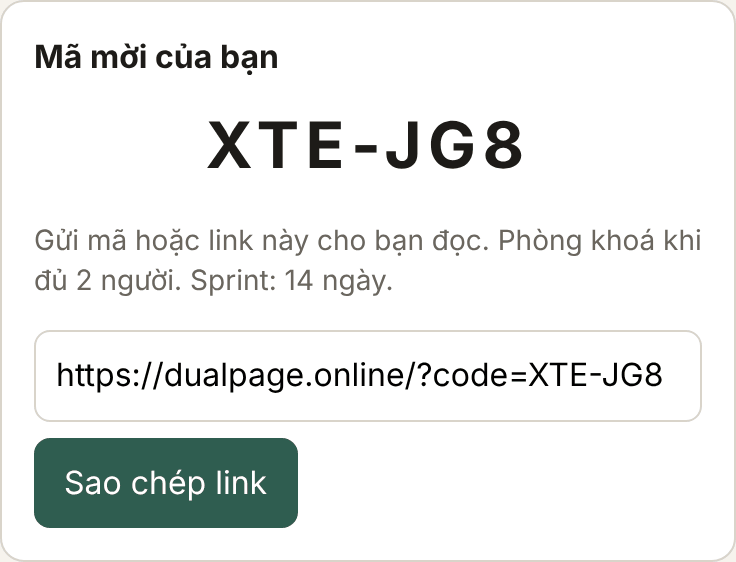 Mã mời của bạn
XTE-JG8
Gửi mã hoặc link này cho bạn đọc. Phòng khoá khi
đủ 2 người. Sprint: 14 ngày.
https://dualpage.online/?code=XTE-JG8
Sao chép link